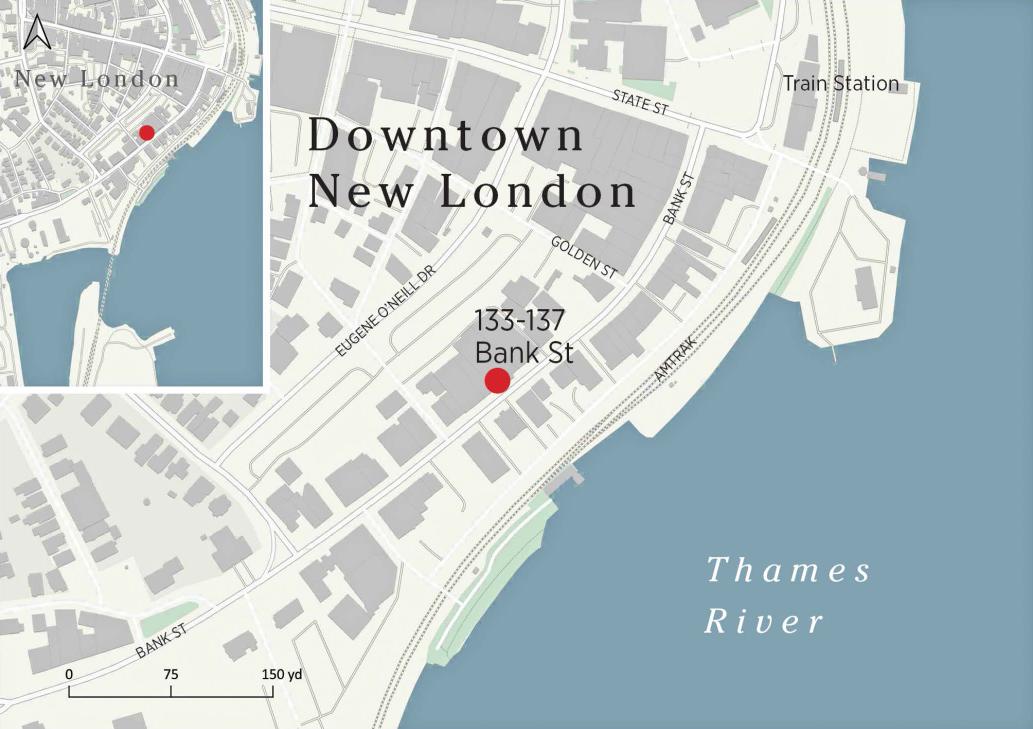 New London
Train Station
STATE ST
Downtown
New London
BANK ST
GOLDEN ST
EUGENE O'NEILL DR
133-137
Bank St
AMTRAK
Thames
River
BANK ST
0 75 150 yd